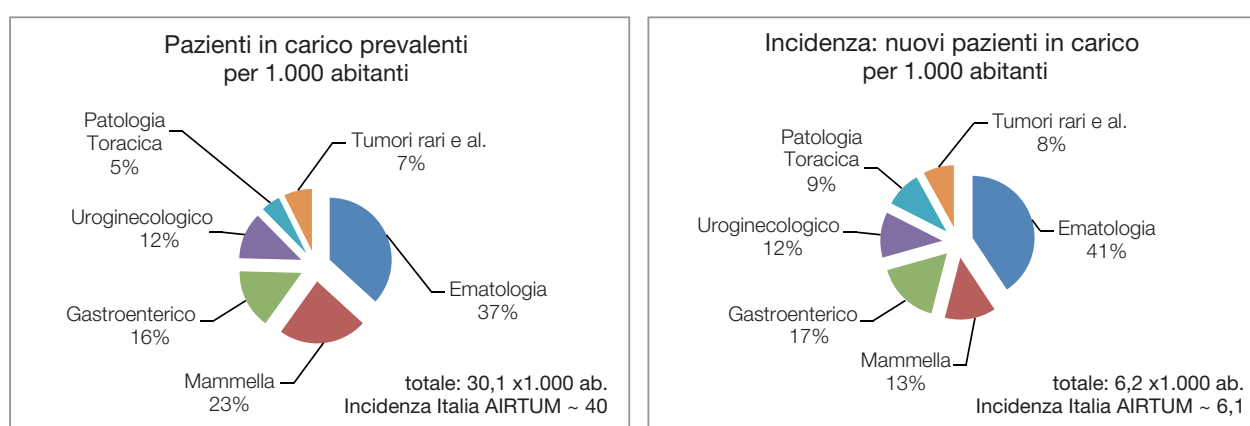 Pazienti in carico prevalenti
per 1.000 abitanti
Patologia
Toracica
5%
Tumori rari e al.
7%
Uroginecologico
12%
Ematologia
37%
Gastroenterico
16%
Mammella
23%
totale: 30,1 x1.000 ab.
Incidenza Italia AIRTUM ~ 40
Incidenza: nuovi pazienti in carico
per 1.000 abitanti
Patologia
Toracica
9%
Tumori rari e al.
8%
Uroginecologico
12%
Ematologia
41%
Gastroenterico
17%
Mammella
13%
totale: 6,2 x1.000 ab.
Incidenza Italia AIRTUM ~ 6,1